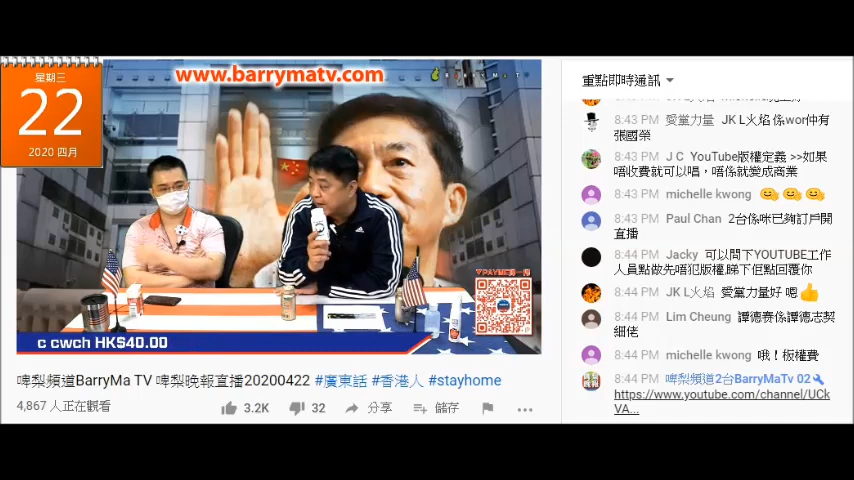 www.barrymatv.com
星期三
22
2020 四月
c cwch HK$40.00
啤梨頻道BarryMa TV 啤梨晚報直播20200422 #廣東話 #香港人 #stayhome
4,867 人正在觀看
3.2K
32
分享
儲存
重點即時通訊
8:43 PM 愛黨力量 JK L火焰 係wor仲有
張國榮
8:43 PM J C YouTube版權定義 >>如果
唔收費就可以唱，唔係就變成商業
8:43 PM michelle kwong
8:43 PM Paul Chan 2台係咪已夠訂戶開
直播
8:44 PM Jacky 可以問下YOUTUBE工作
人員點做先唔犯版權.睇下佢點回覆你
8:44 PM JK L火焰 愛黨力量好 嗯
8:44 PM Lim Cheung 譚德赛係譚德志契
細佬
8:44 PM michelle kwong 哦！板權費
8:44 PM 啤梨頻道2台BarryMaTv 02
https://www.youtube.com/channel/UCk
VA...